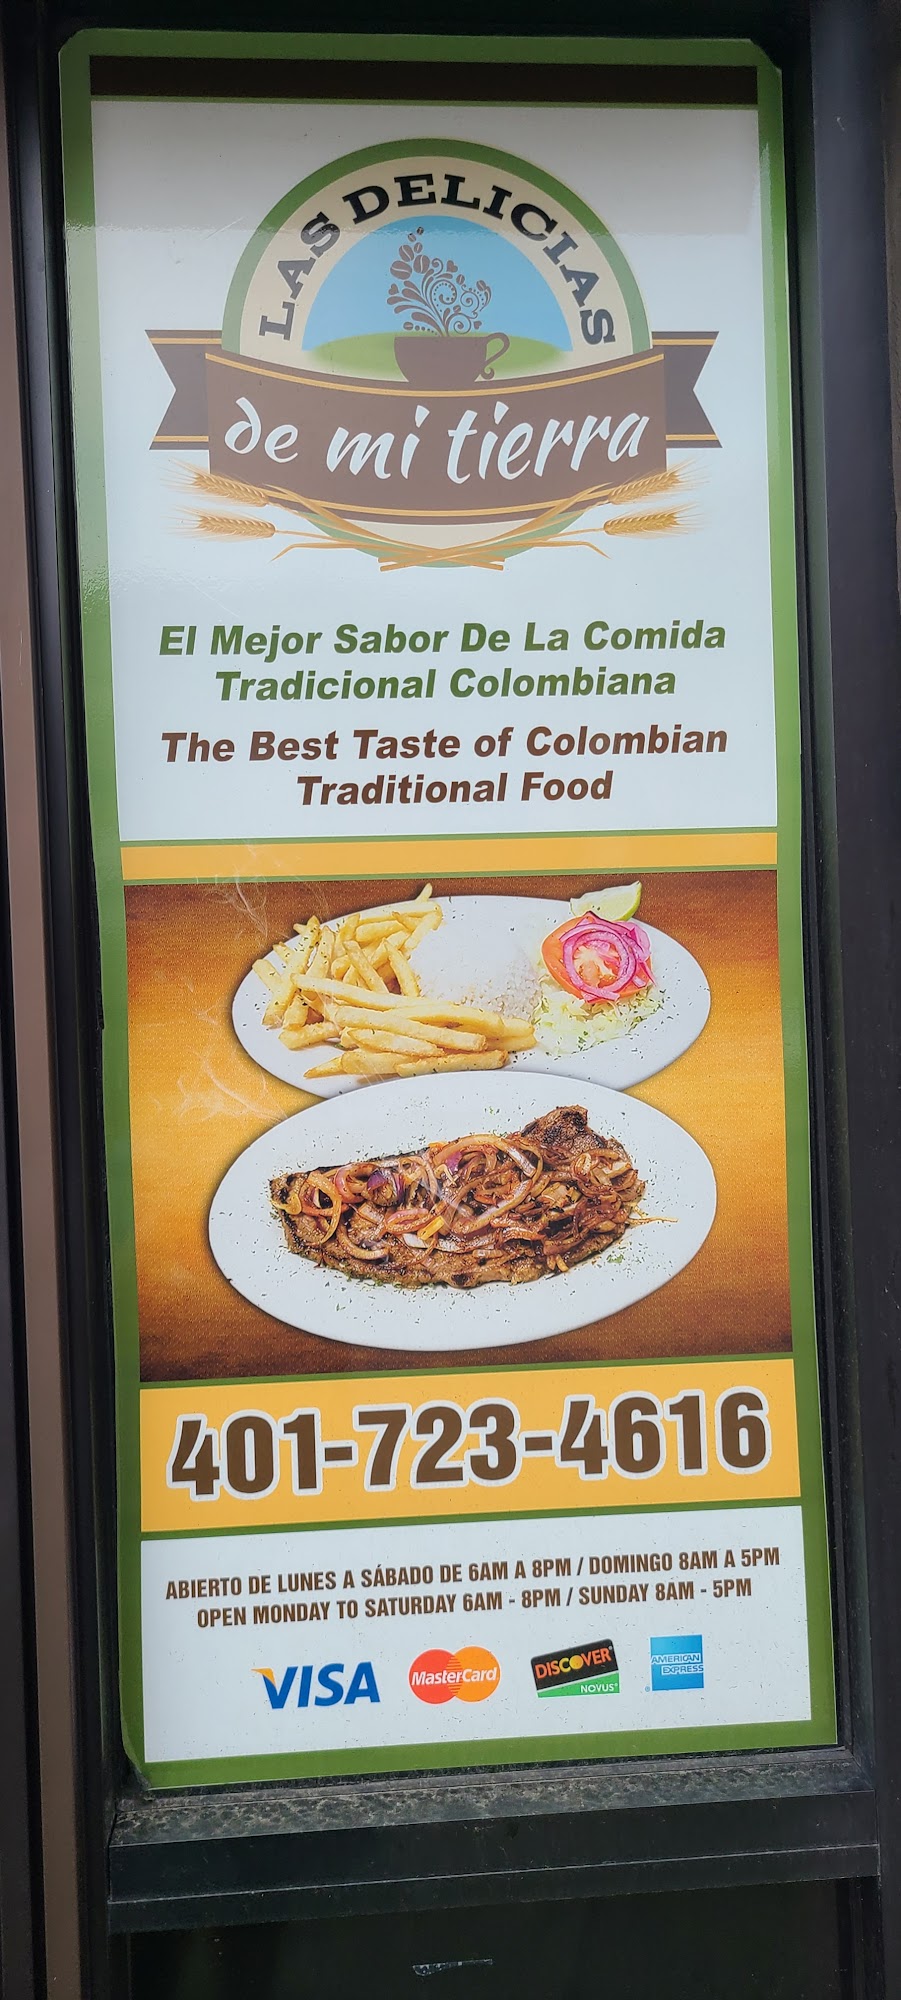 LAS DELICIAS
de mi tierra
El Mejor Sabor De La Comida
Tradicional Colombiana
The Best Taste of Colombian
Traditional Food
401-723-4616
ABIERTO DE LUNES A SÁBADO DE 6AM A 8PM / DOMINGO 8AM A 5PM
OPEN MONDAY TO SATURDAY 6AM - 8PM / SUNDAY 8AM - 5PM
VISA MasterCard DISCOVER NOVUS AMERICAN EXPRESS